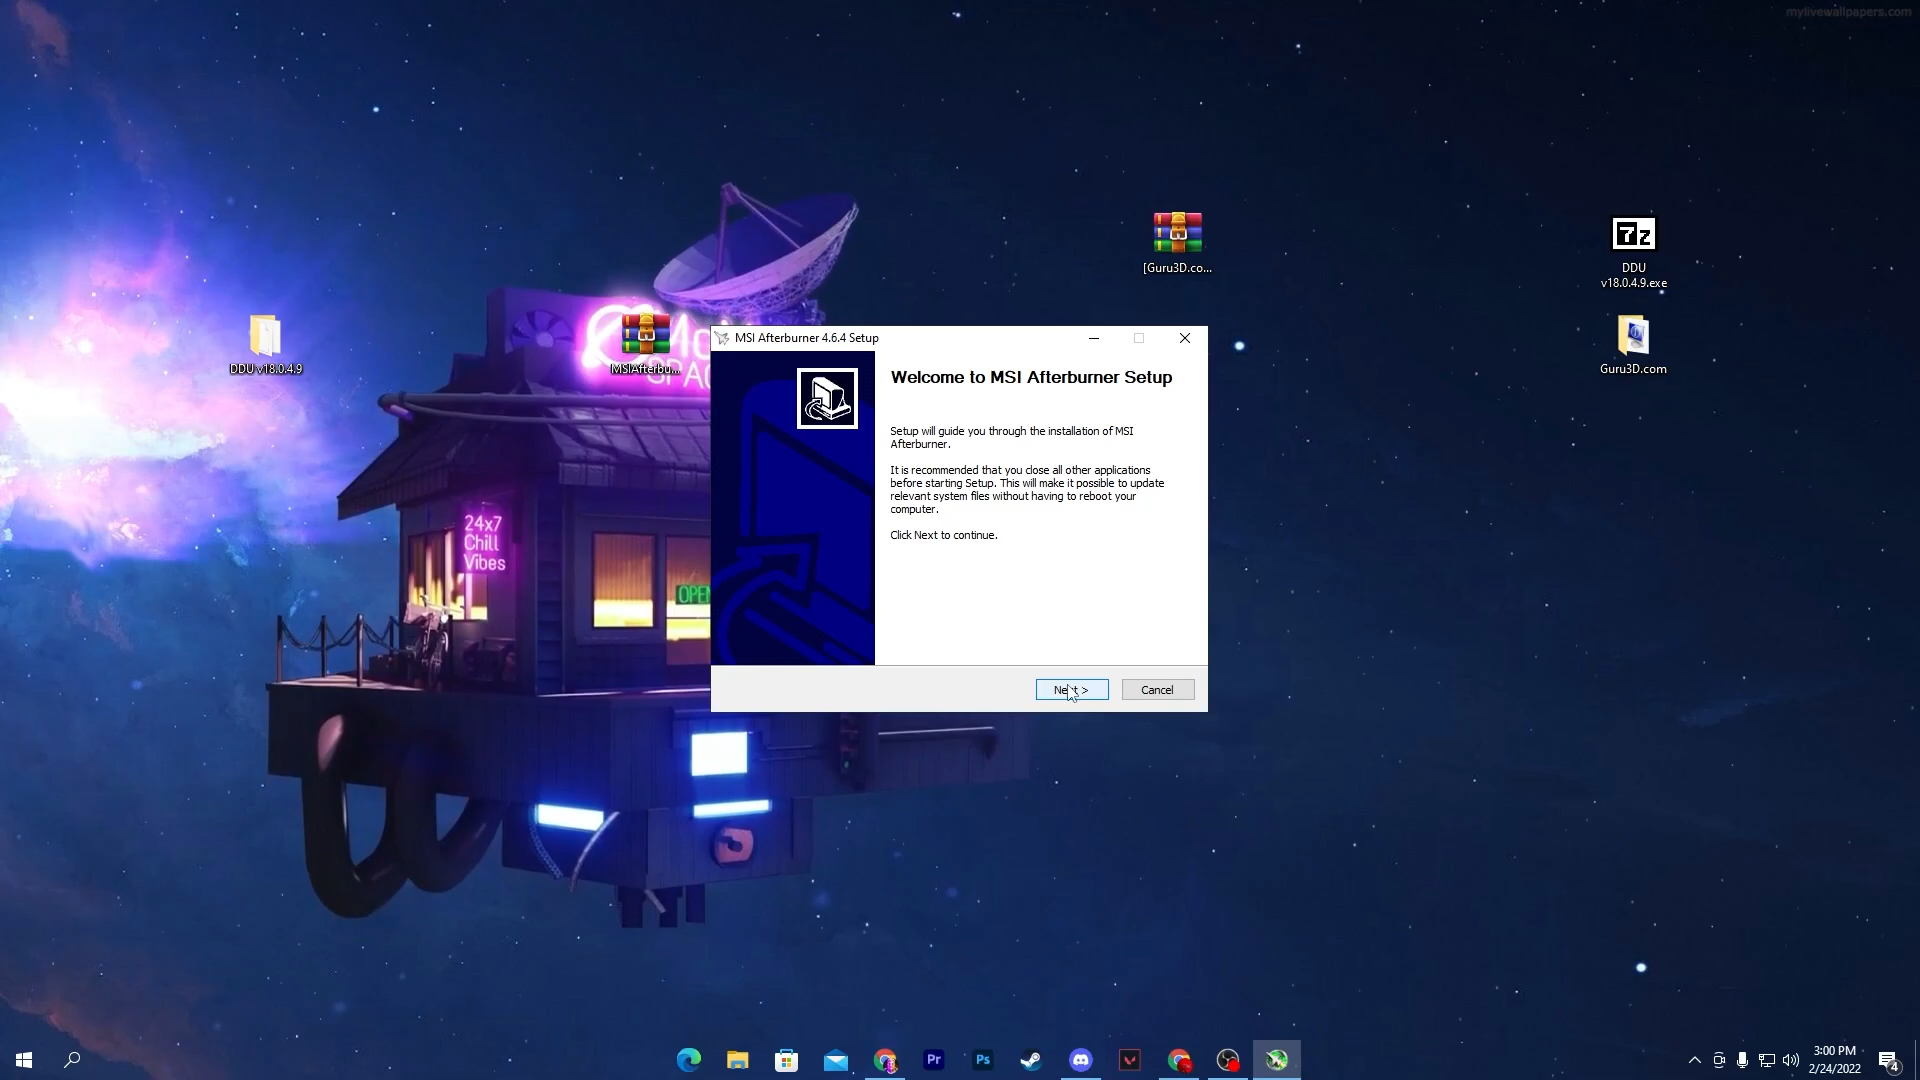 mylivewallpapers.com
[Guru3D.co...
DDU
v18.0.4.9.exe
DDU v18.0.4.9
MSIAfterbu...
Guru3D.com
MSI Afterburner 4.6.4 Setup
Welcome to MSI Afterburner Setup
Setup will guide you through the installation of MSI
Afterburner.
It is recommended that you close all other applications
before starting Setup. This will make it possible to update
relevant system files without having to reboot your
computer.
Click Next to continue.
Next >
Cancel
24x7
Chill
Vibes
OPEN
Pr
Ps
3:00 PM
2/24/2022
4